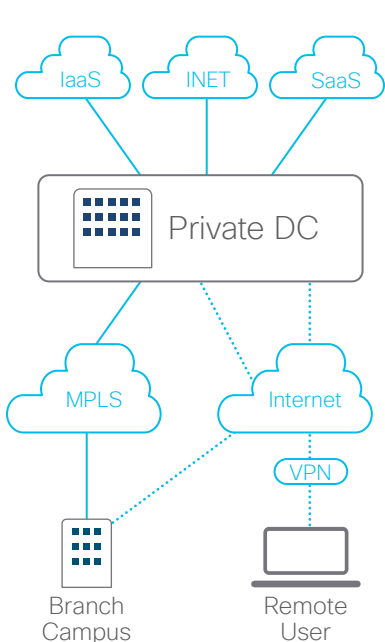 IaaS
INET
SaaS
Private DC
MPLS
Internet
VPN
Branch
Campus
Remote
User